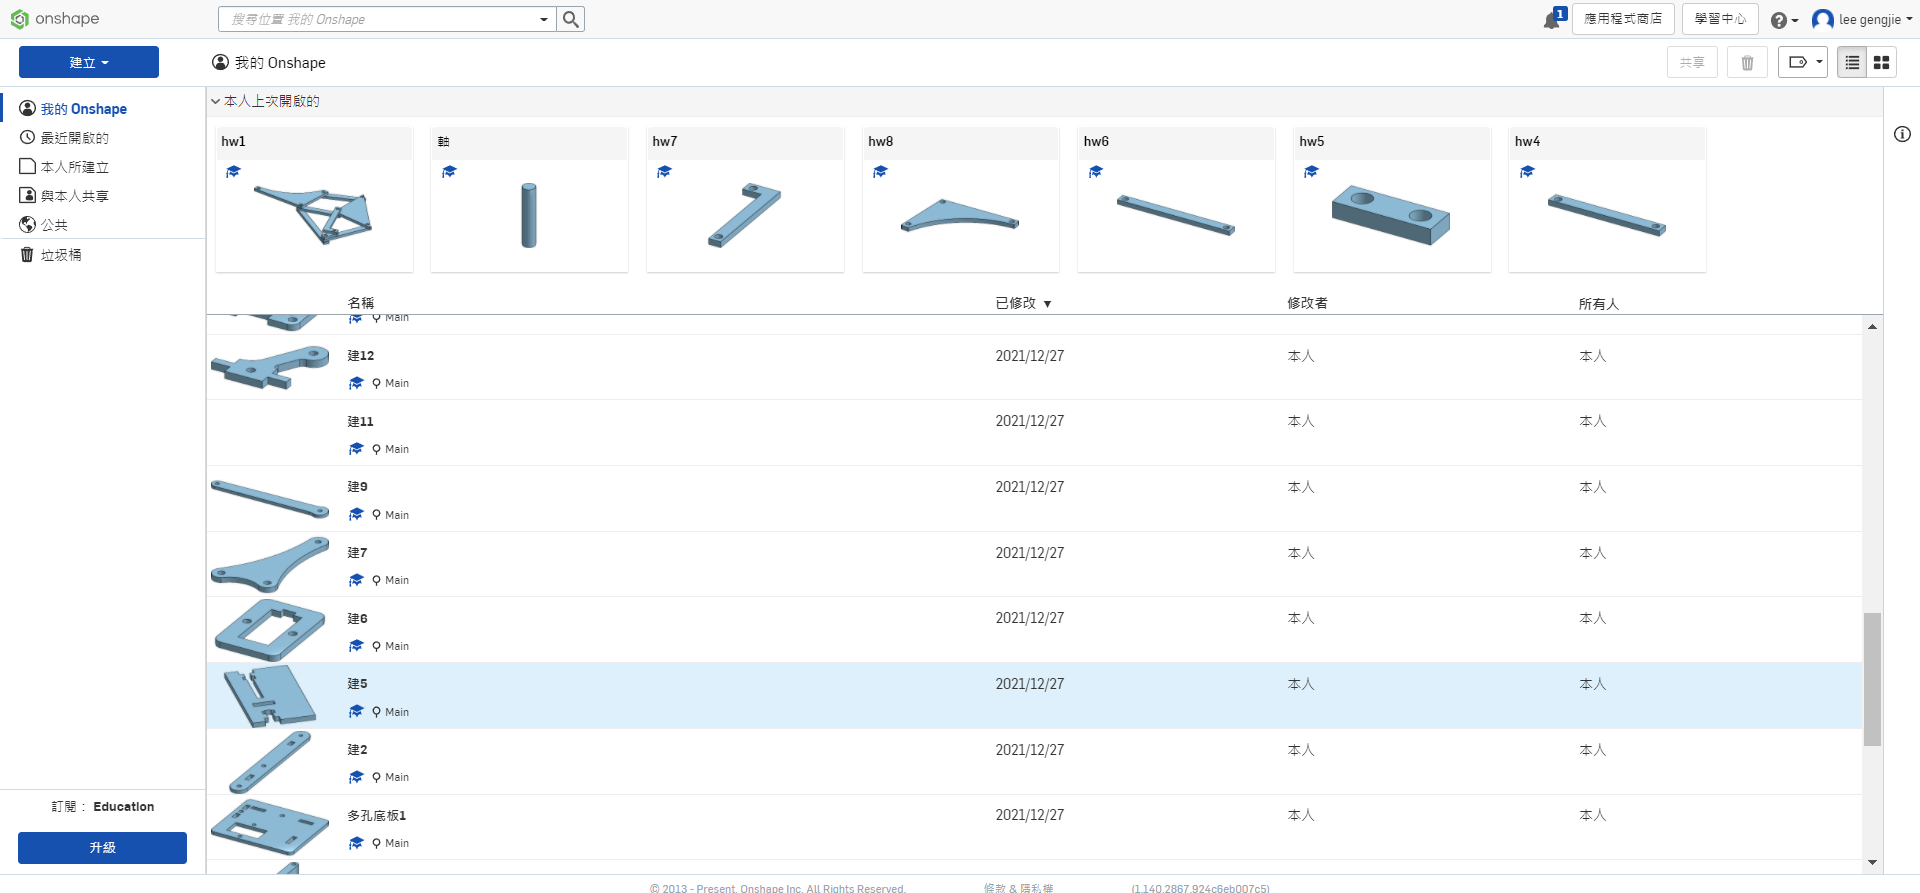 onshape
搜尋位置 我的 Onshape
1
應用程式商店
學習中心
lee gengjie
建立
我的 Onshape
共享
我的 Onshape
最近開啟的
本人所建立
與本人共享
公共
垃圾桶
本人上次開啟的
hw1
軸
hw7
hw8
hw6
hw5
hw4
名稱 已修改 ▼ 修改者 所有人
Main
建12 2021/12/27 本人 本人
Main
建11 2021/12/27 本人 本人
Main
建9 2021/12/27 本人 本人
Main
建7 2021/12/27 本人 本人
Main
建6 2021/12/27 本人 本人
Main
建5 2021/12/27 本人 本人
Main
建2 2021/12/27 本人 本人
Main
多孔底板1 2021/12/27 本人 本人
Main
訂閱： Education
升級
© 2013 - Present, Onshape Inc. All Rights Reserved. 條款 & 隱私權 (1.140.2867.924c6eb007c5)